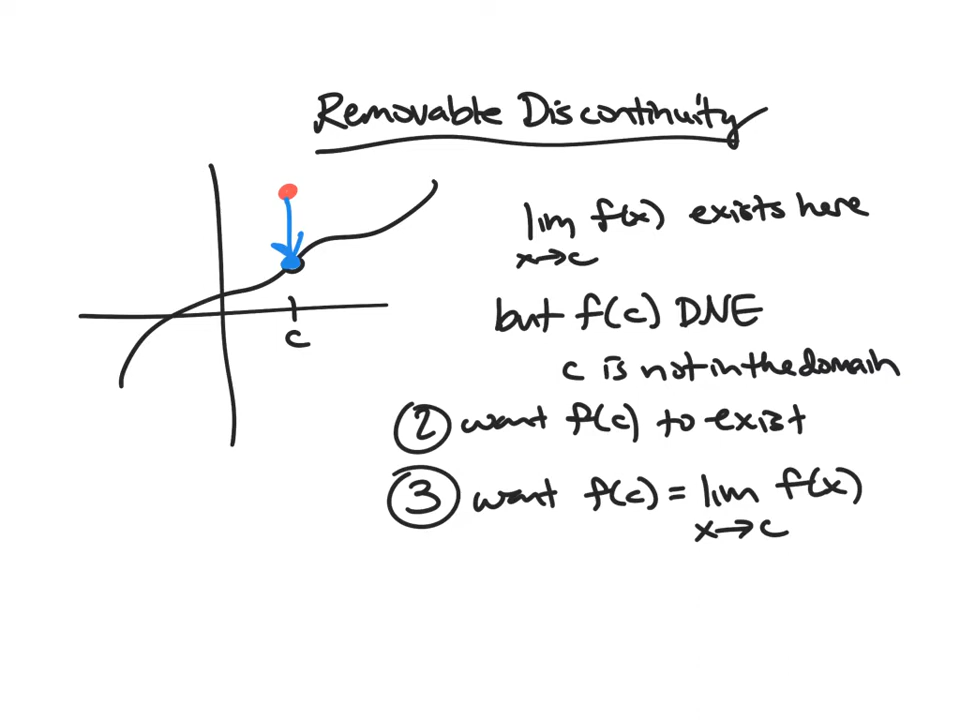 Removable Discontinuity
lim f(x) exists here
x→c
but f(c) DNE
c
c is not in the domain
② want f(c) to exist
③ want f(c) = lim f(x)
x→c